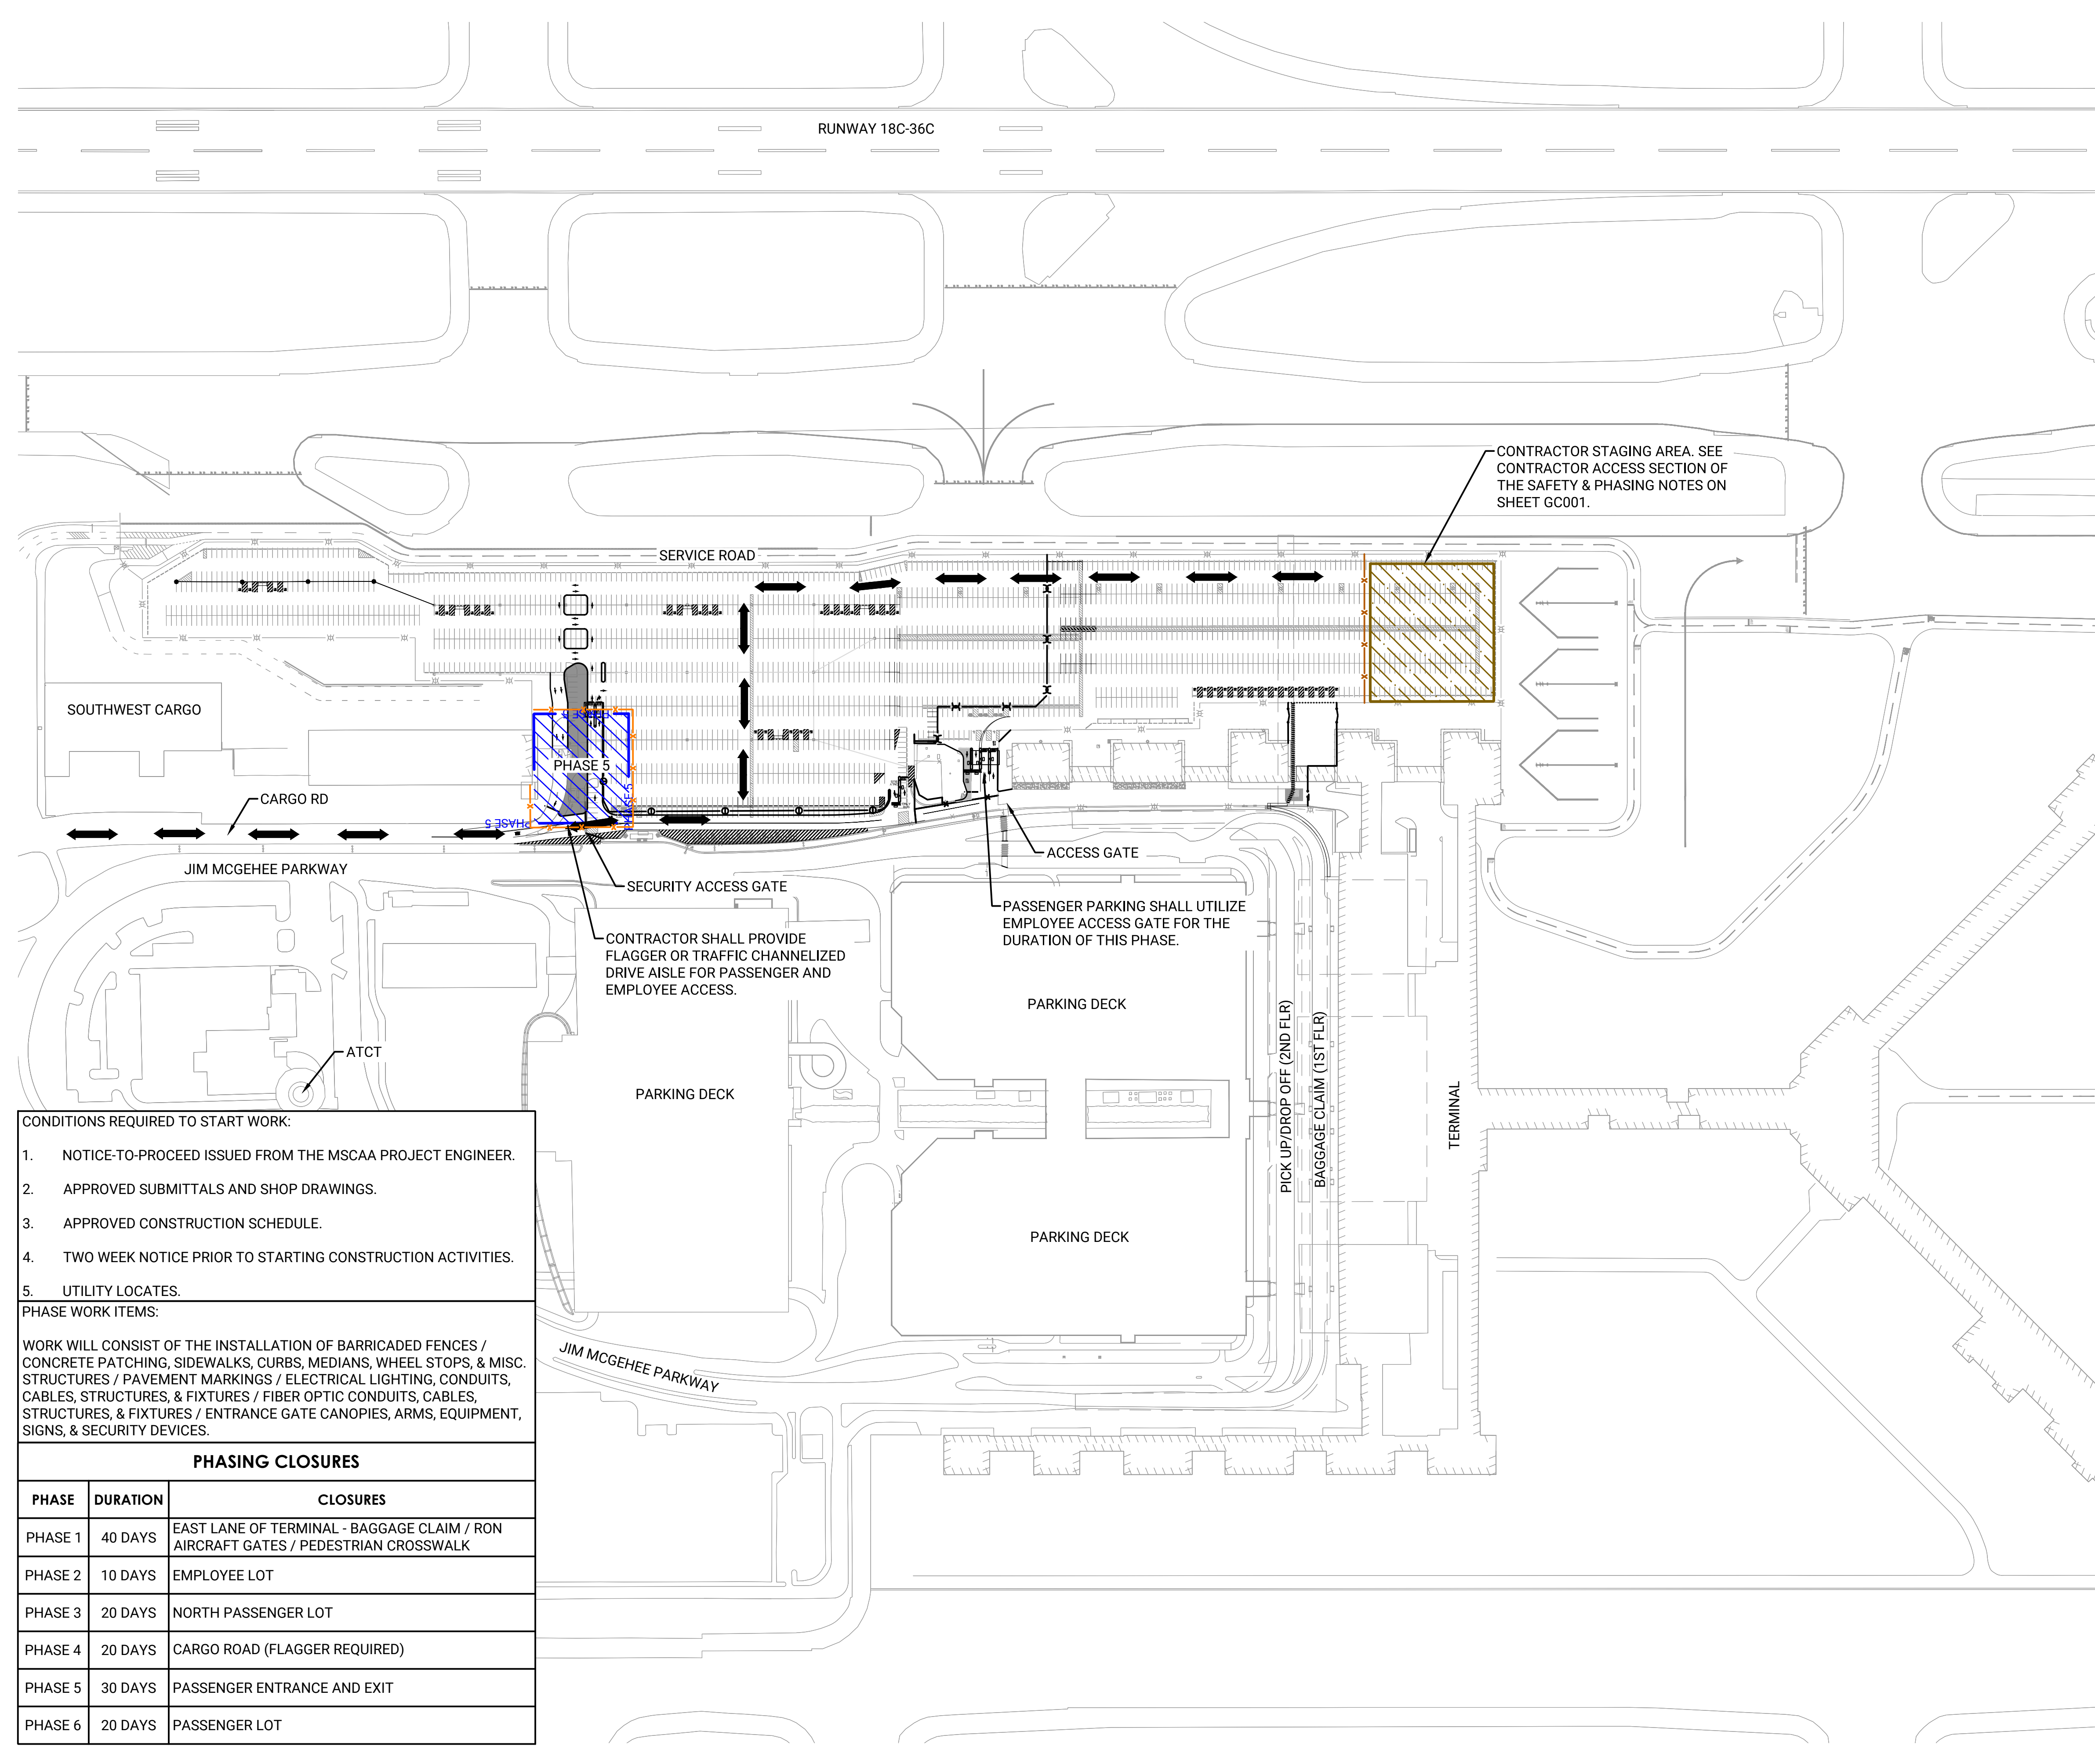 RUNWAY 18C-36C
CONTRACTOR STAGING AREA. SEE
CONTRACTOR ACCESS SECTION OF
THE SAFETY & PHASING NOTES ON
SHEET GC001.
SERVICE ROAD
SOUTHWEST CARGO
PHASE 5
PHASE 5
PHASE 5
PHASE 5
CARGO RD
JIM MCGEHEE PARKWAY
ACCESS GATE
SECURITY ACCESS GATE
PASSENGER PARKING SHALL UTILIZE
EMPLOYEE ACCESS GATE FOR THE
DURATION OF THIS PHASE.
CONTRACTOR SHALL PROVIDE
FLAGGER OR TRAFFIC CHANNELIZED
DRIVE AISLE FOR PASSENGER AND
EMPLOYEE ACCESS.
PARKING DECK
ATCT
PARKING DECK
PARKING DECK
PICK UP/DROP OFF (2ND FLR)
BAGGAGE CLAIM (1ST FLR)
TERMINAL
JIM MCGEHEE PARKWAY
CONDITIONS REQUIRED TO START WORK:
1. NOTICE-TO-PROCEED ISSUED FROM THE MSCAA PROJECT ENGINEER.
2. APPROVED SUBMITTALS AND SHOP DRAWINGS.
3. APPROVED CONSTRUCTION SCHEDULE.
4. TWO WEEK NOTICE PRIOR TO STARTING CONSTRUCTION ACTIVITIES.
5. UTILITY LOCATES.
PHASE WORK ITEMS:
WORK WILL CONSIST OF THE INSTALLATION OF BARRICADED FENCES /
CONCRETE PATCHING, SIDEWALKS, CURBS, MEDIANS, WHEEL STOPS, & MISC.
STRUCTURES / PAVEMENT MARKINGS / ELECTRICAL LIGHTING, CONDUITS,
CABLES, STRUCTURES, & FIXTURES / FIBER OPTIC CONDUITS, CABLES,
STRUCTURES, & FIXTURES / ENTRANCE GATE CANOPIES, ARMS, EQUIPMENT,
SIGNS, & SECURITY DEVICES.
PHASING CLOSURES
PHASE DURATION CLOSURES
PHASE 1 40 DAYS EAST LANE OF TERMINAL - BAGGAGE CLAIM / RON
AIRCRAFT GATES / PEDESTRIAN CROSSWALK
PHASE 2 10 DAYS EMPLOYEE LOT
PHASE 3 20 DAYS NORTH PASSENGER LOT
PHASE 4 20 DAYS CARGO ROAD (FLAGGER REQUIRED)
PHASE 5 30 DAYS PASSENGER ENTRANCE AND EXIT
PHASE 6 20 DAYS PASSENGER LOT